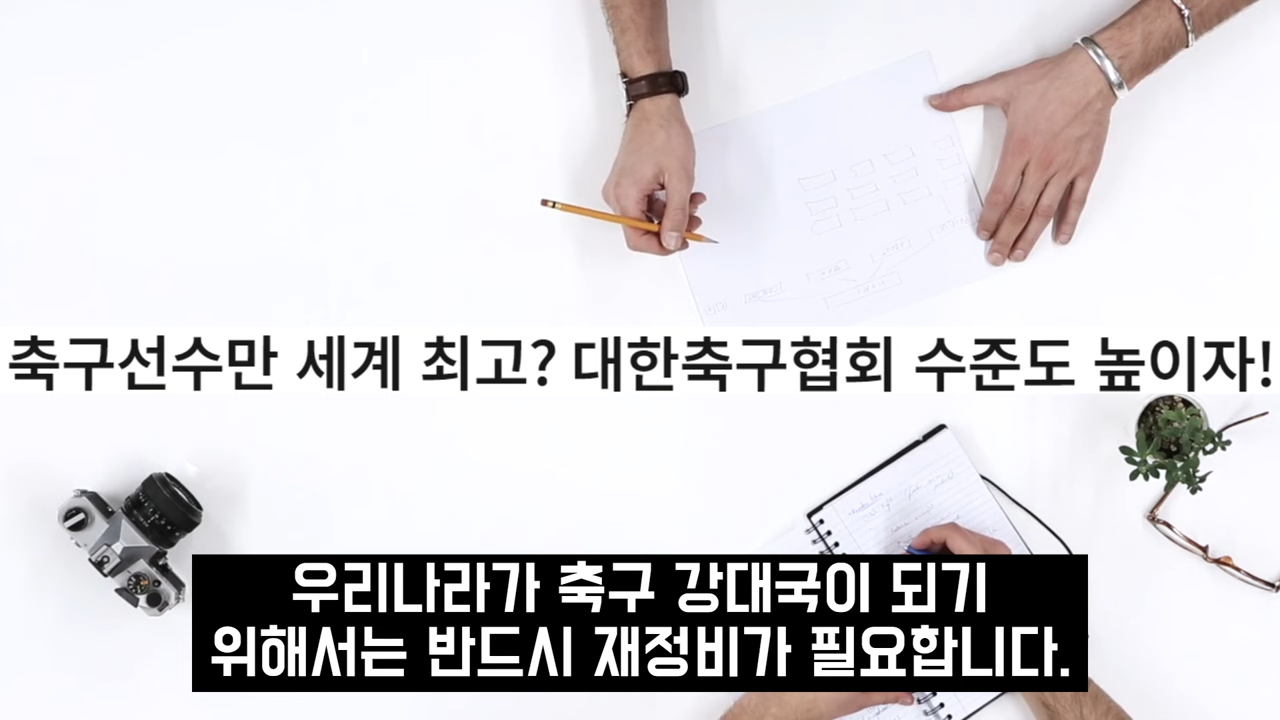 축구선수만 세계 최고? 대한축구협회 수준도 높이자!
우리나라가 축구 강대국이 되기
위해서는 반드시 재정비가 필요합니다.